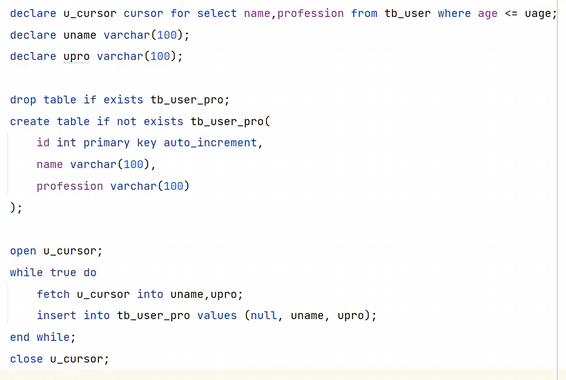 declare u_cursor cursor for select name,profession from tb_user where age <= uage;
declare uname varchar(100);
declare upro varchar(100);
drop table if exists tb_user_pro;
create table if not exists tb_user_pro(
    id int primary key auto_increment,
    name varchar(100),
    profession varchar(100)
);
open u_cursor;
while true do
    fetch u_cursor into uname,upro;
    insert into tb_user_pro values (null, uname, upro);
end while;
close u_cursor;